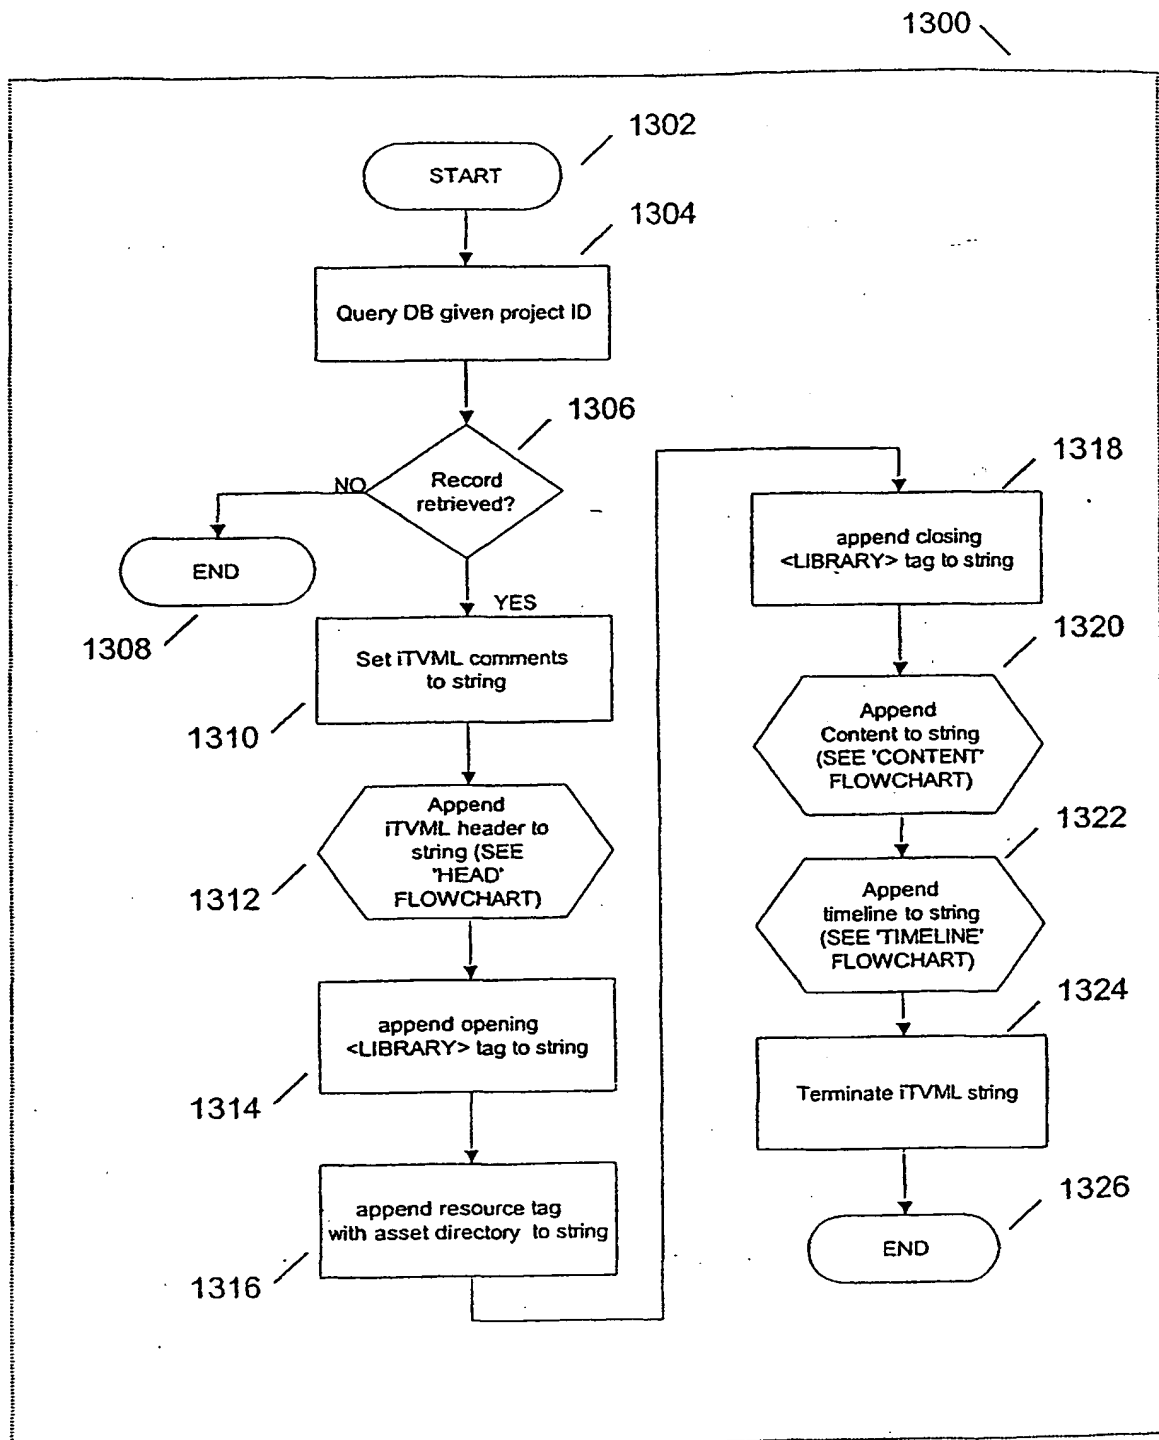 1300
1302
START
1304
Query DB given project ID
1306
Record
retrieved?
NO
END
1308
YES
Set iTVML comments
to string
1310
Append
iTVML header to
string (SEE
'HEAD'
FLOWCHART)
1312
append opening
<LIBRARY> tag to string
1314
append resource tag
with asset directory to string
1316
1318
append closing
<LIBRARY> tag to string
1320
Append
Content to string
(SEE 'CONTENT'
FLOWCHART)
1322
Append
timeline to string
(SEE 'TIMELINE'
FLOWCHART)
1324
Terminate iTVML string
1326
END